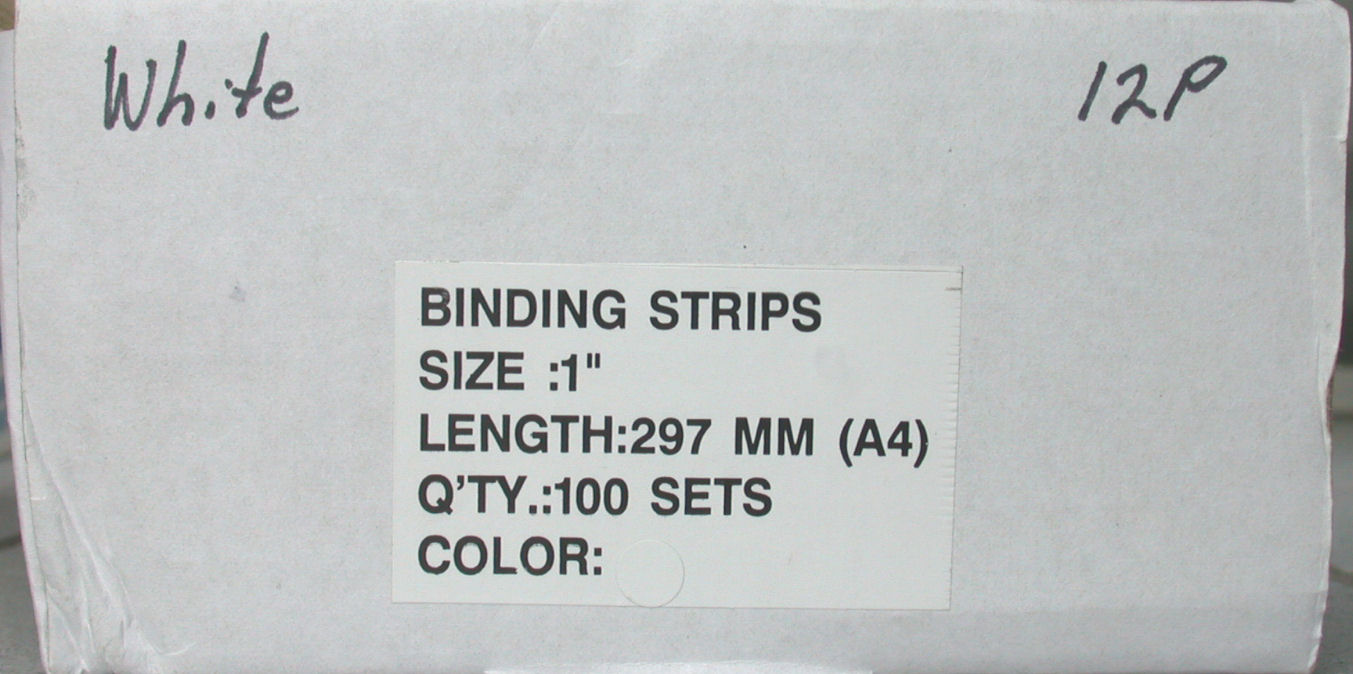 White 12P
BINDING STRIPS
SIZE :1"
LENGTH:297 MM (A4)
Q'TY.:100 SETS
COLOR: